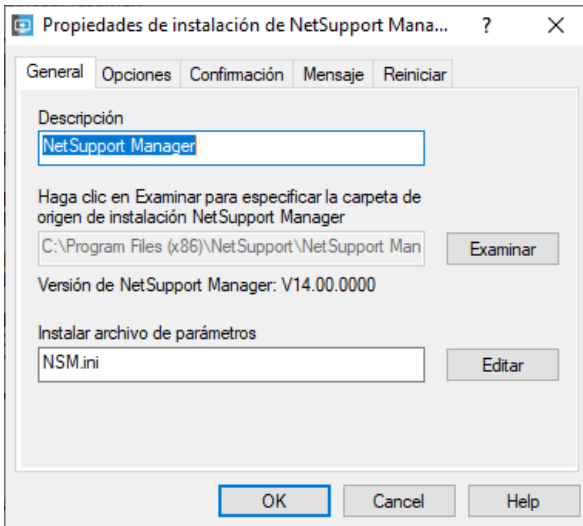 Propiedades de instalación de NetSupport Mana...
?
General Opciones Confirmación Mensaje Reiniciar
Descripción
NetSupport Manager
Haga clic en Examinar para especificar la carpeta de
origen de instalación NetSupport Manager
C:\Program Files (x86)\NetSupport\NetSupport Man
Examinar
Versión de NetSupport Manager: V14.00.0000
Instalar archivo de parámetros
NSM.ini
Editar
OK Cancel Help